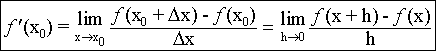 f'(x₀) = lim x→x₀ f(x₀ + Δx) - f(x₀) / Δx = lim h→0 f(x + h) - f(x) / h